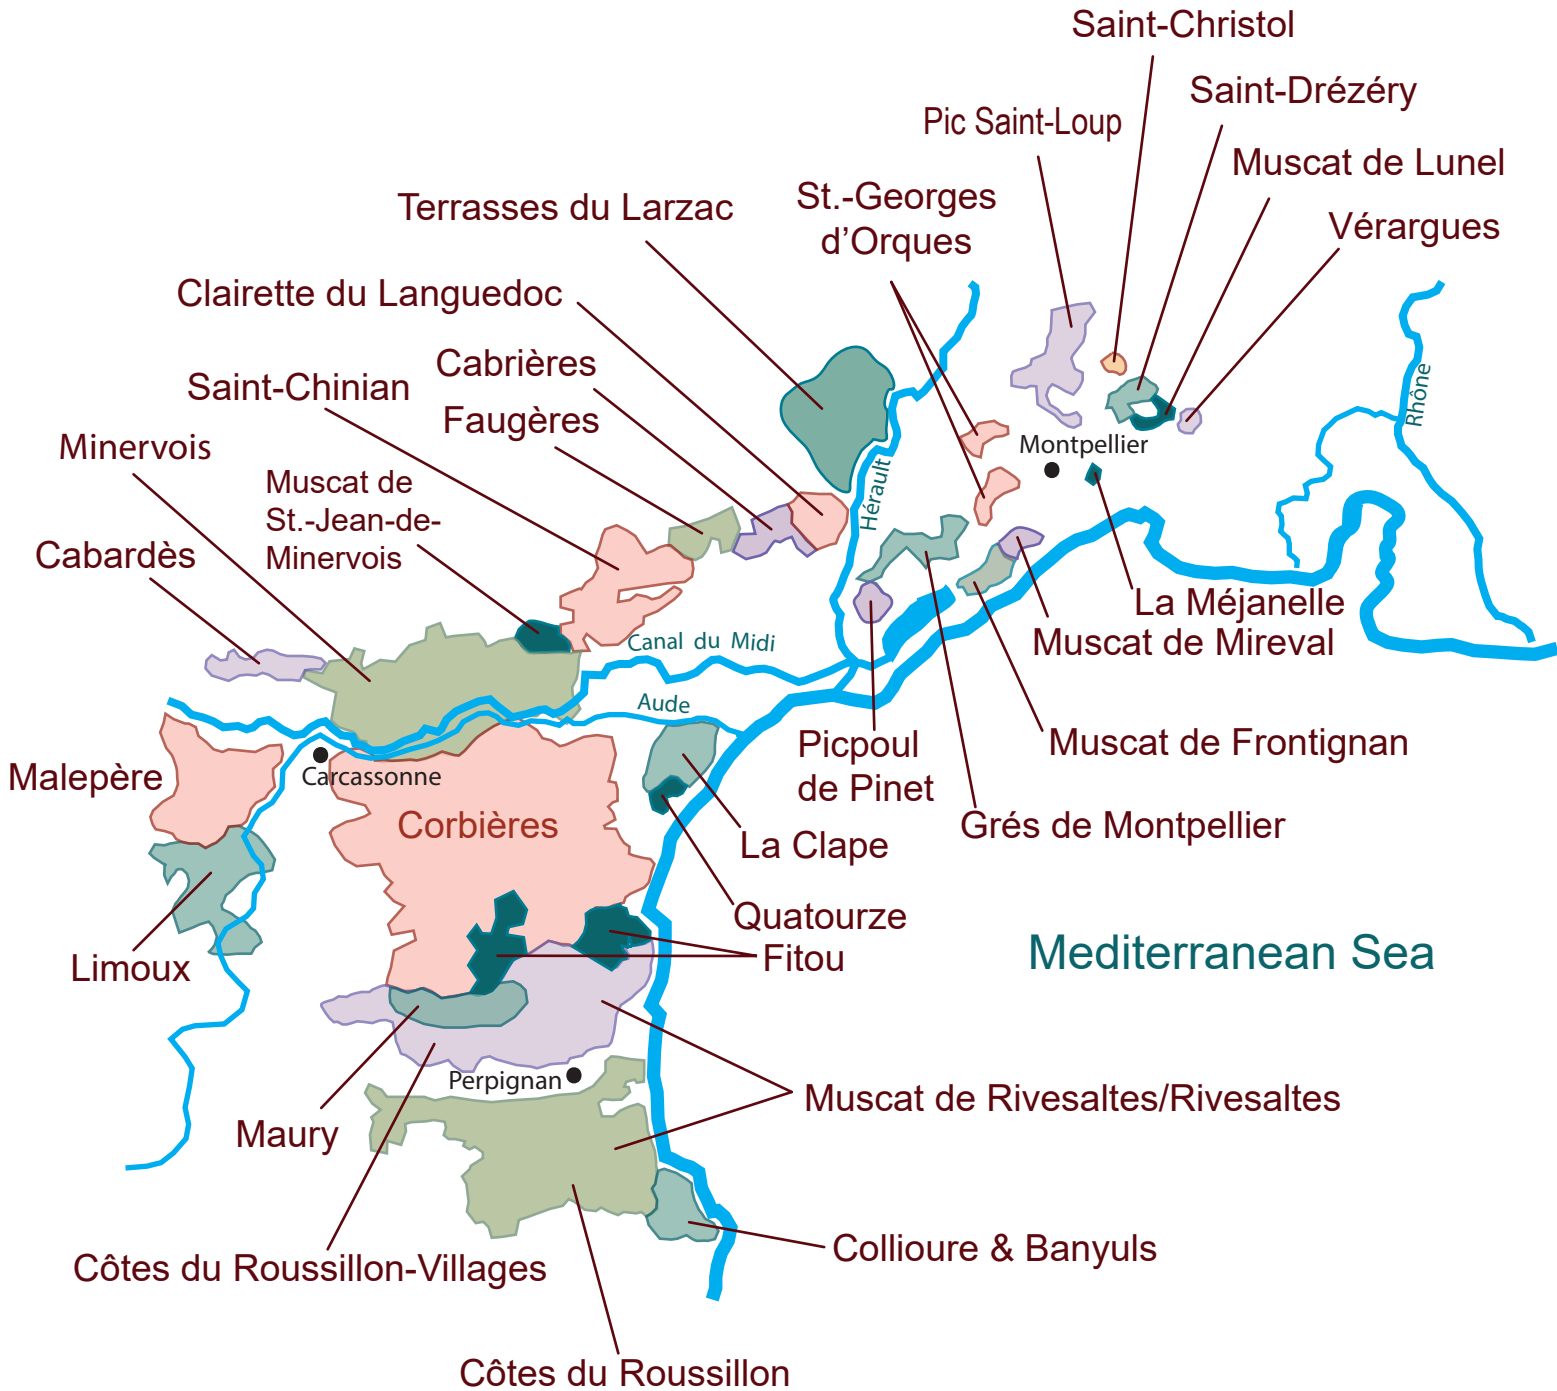 Saint-Christol
Saint-Drézéry
Pic Saint-Loup
Muscat de Lunel
St.-Georges
d’Orques
Terrasses du Larzac
Vérargues
Clairette du Languedoc
Cabrières
Saint-Chinian
Faugères
Rhône
Minervois
Montpellier
Muscat de
St.-Jean-de-
Minervois
Hérault
Cabardès
La Méjanelle
Muscat de Mireval
Canal du Midi
Aude
Picpoul
de Pinet
Muscat de Frontignan
Malepère
Carcassonne
Corbières
Grés de Montpellier
La Clape
Quatourze
Fitou
Mediterranean Sea
Limoux
Perpignan
Muscat de Rivesaltes/Rivesaltes
Maury
Collioure & Banyuls
Côtes du Roussillon-Villages
Côtes du Roussillon